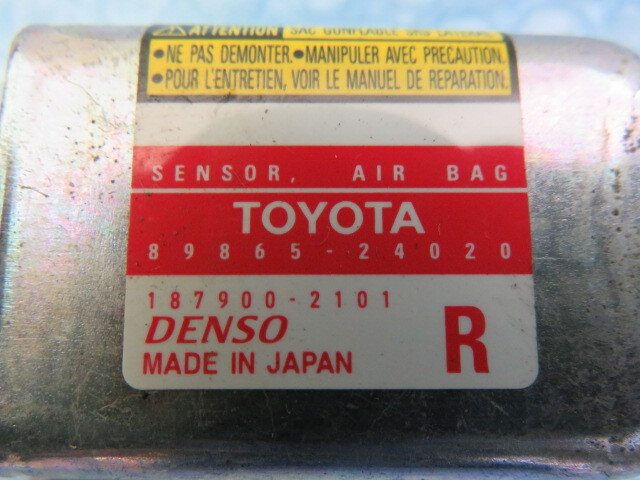 ATTENTION SAC GONFLABLE SRS LATERAL
•NE PAS DEMONTER.•MANIPULER AVEC PRECAUTION.
•POUR L'ENTRETIEN, VOIR LE MANUEL DE REPARATION.
SENSOR, AIR BAG
TOYOTA
89865-24020
187900-2101
DENSO
MADE IN JAPAN
R